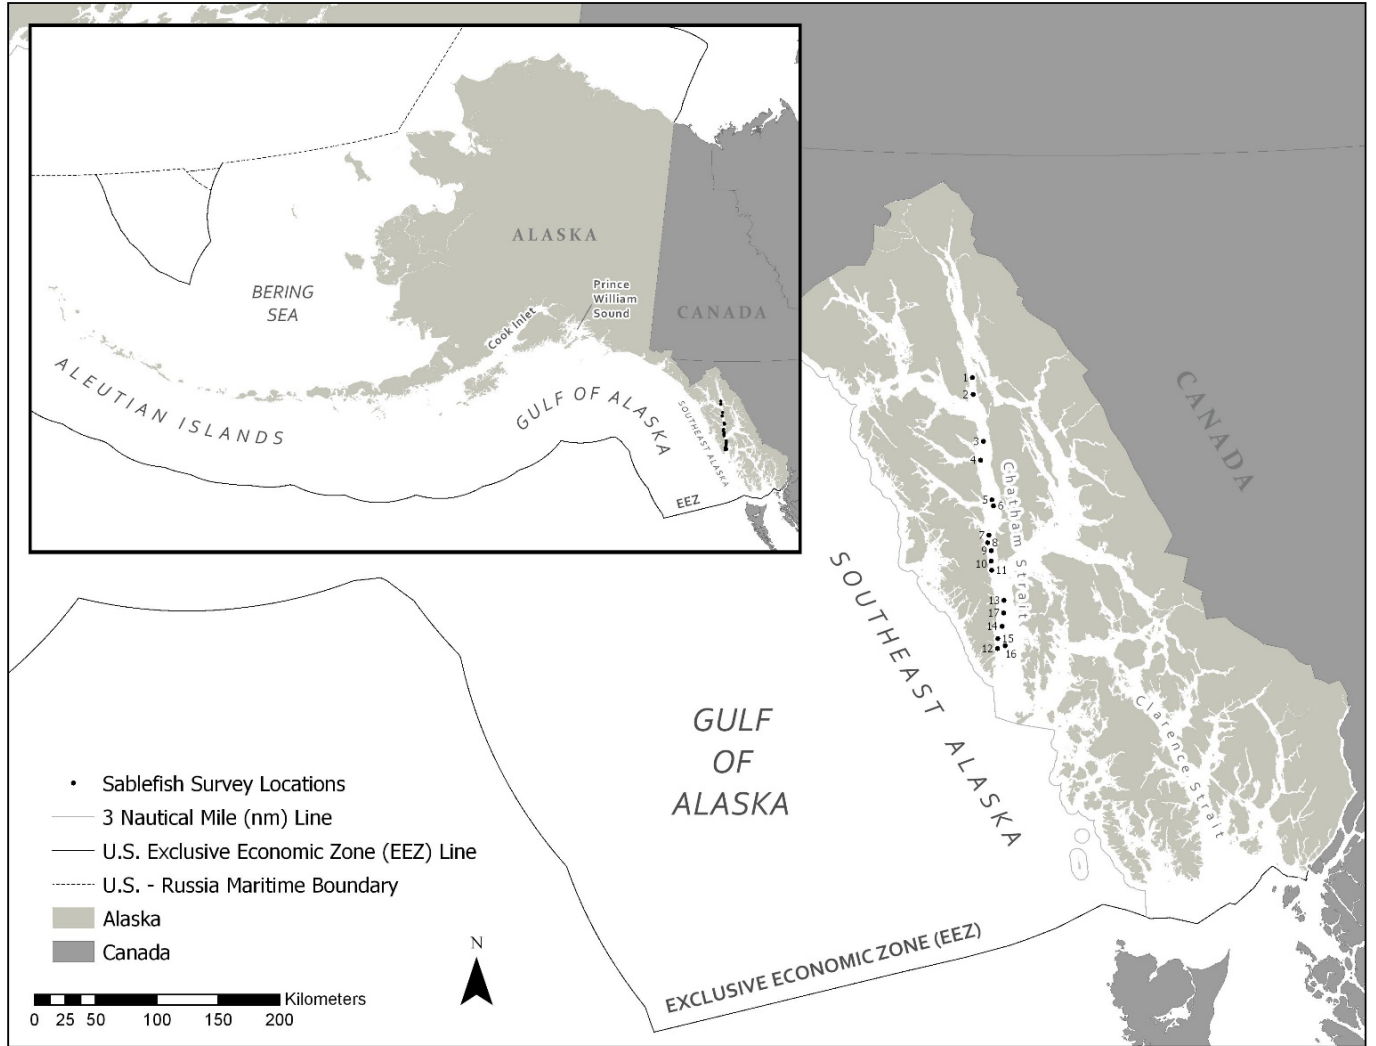 ALASKA
BERING
SEA
Prince
William
Sound
Cook Inlet
CANADA
ALEUTIAN ISLANDS
GULF OF ALASKA
SOUTHEAST ALASKA
EEZ
CANADA
1
2
3
4
Chatham Strait
5
6
7
8
9
10
11
13
17
14
15
12
16
SOUTHEAST ALASKA
Clarence Strait
GULF
OF
ALASKA
EXCLUSIVE ECONOMIC ZONE (EEZ)
Sablefish Survey Locations
3 Nautical Mile (nm) Line
U.S. Exclusive Economic Zone (EEZ) Line
U.S. - Russia Maritime Boundary
Alaska
Canada
N
Kilometers
0 25 50 100 150 200